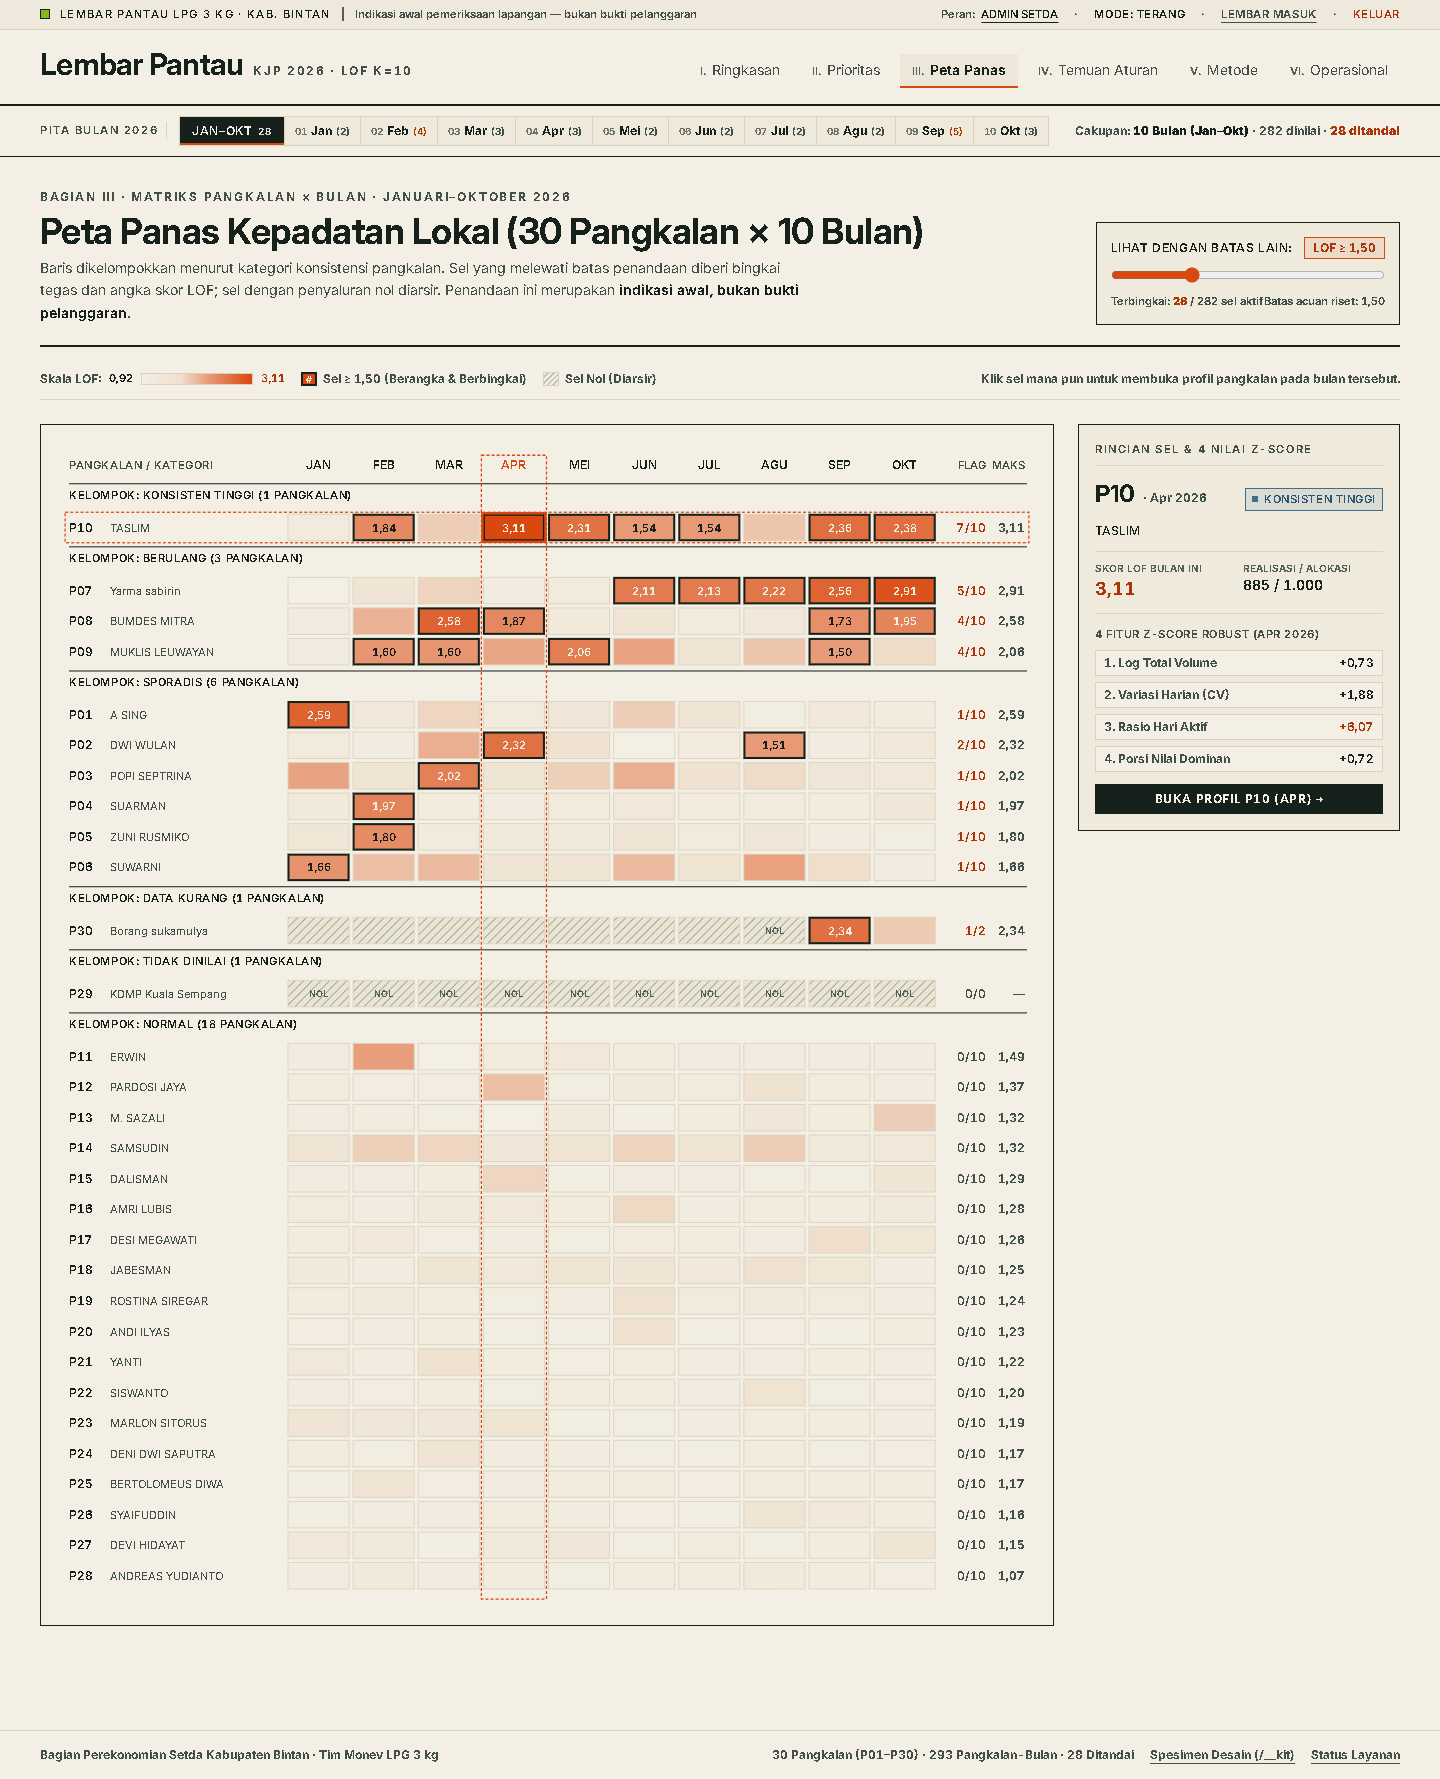 LEMBAR PANTAU LPG 3 KG · KAB. BINTAN | Indikasi awal pemeriksaan lapangan — bukan bukti pelanggaran
Peran: ADMIN SETDA · MODE: TERANG · LEMBAR MASUK · KELUAR
Lembar Pantau KJP 2026 · LOF K=10
I. Ringkasan II. Prioritas III. Peta Panas IV. Temuan Aturan V. Metode VI. Operasional
PITA BULAN 2026 JAN–OKT 28 01 Jan (2) 02 Feb (4) 03 Mar (3) 04 Apr (3) 05 Mei (2) 06 Jun (2) 07 Jul (2) 08 Agu (2) 09 Sep (5) 10 Okt (3) Cakupan: 10 Bulan (Jan–Okt) · 282 dinilai · 28 ditandai
BAGIAN III · MATRIKS PANGKALAN × BULAN · JANUARI–OKTOBER 2026
Peta Panas Kepadatan Lokal (30 Pangkalan × 10 Bulan)
Baris dikelompokkan menurut kategori konsistensi pangkalan. Sel yang melewati batas penandaan diberi bingkai
tegas dan angka skor LOF; sel dengan penyaluran nol diarsir. Penandaan ini merupakan indikasi awal, bukan bukti
pelanggaran.
LIHAT DENGAN BATAS LAIN: LOF ≥ 1,50
Terbingkai: 28 / 282 sel aktif Batas acuan riset: 1,50
Skala LOF: 0,92 3,11 # Sel ≥ 1,50 (Berangka & Berbingkai) Sel Nol (Diarsir)
Klik sel mana pun untuk membuka profil pangkalan pada bulan tersebut.
PANGKALAN / KATEGORI JAN FEB MAR APR MEI JUN JUL AGU SEP OKT FLAG MAKS
KELOMPOK: KONSISTEN TINGGI (1 PANGKALAN)
P10 TASLIM 1,84 3,11 2,31 1,54 1,54 2,36 2,38 7/10 3,11
KELOMPOK: BERULANG (3 PANGKALAN)
P07 Yarma sabirin 2,11 2,13 2,22 2,56 2,91 5/10 2,91
P08 BUMDES MITRA 2,58 1,87 1,73 1,95 4/10 2,58
P09 MUKLIS LEUWAYAN 1,60 1,60 2,06 1,50 4/10 2,06
KELOMPOK: SPORADIS (6 PANGKALAN)
P01 A SING 2,59 1/10 2,59
P02 DWI WULAN 2,32 1,51 2/10 2,32
P03 POPI SEPTRINA 2,02 1/10 2,02
P04 SUARMAN 1,97 1/10 1,97
P05 ZUNI RUSMIKO 1,80 1/10 1,80
P06 SUWARNI 1,66 1/10 1,66
KELOMPOK: DATA KURANG (1 PANGKALAN)
P30 Borang sukamulya NOL 2,34 1/2 2,34
KELOMPOK: TIDAK DINILAI (1 PANGKALAN)
P29 KDMP Kuala Sempang NOL NOL NOL NOL NOL NOL NOL NOL NOL NOL 0/0 —
KELOMPOK: NORMAL (18 PANGKALAN)
P11 ERWIN 0/10 1,49
P12 PARDOSI JAYA 0/10 1,37
P13 M. SAZALI 0/10 1,32
P14 SAMSUDIN 0/10 1,32
P15 DALISMAN 0/10 1,29
P16 AMRI LUBIS 0/10 1,28
P17 DESI MEGAWATI 0/10 1,26
P18 JABESMAN 0/10 1,25
P19 ROSTINA SIREGAR 0/10 1,24
P20 ANDI ILYAS 0/10 1,23
P21 YANTI 0/10 1,22
P22 SISWANTO 0/10 1,20
P23 MARLON SITORUS 0/10 1,19
P24 DENI DWI SAPUTRA 0/10 1,17
P25 BERTOLOMEUS DIWA 0/10 1,17
P26 SYAIFUDDIN 0/10 1,16
P27 DEVI HIDAYAT 0/10 1,15
P28 ANDREAS YUDIANTO 0/10 1,07
RINCIAN SEL & 4 NILAI Z-SCORE
P10 · Apr 2026 KONSISTEN TINGGI
TASLIM
SKOR LOF BULAN INI REALISASI / ALOKASI
3,11 885 / 1.000
4 FITUR Z-SCORE ROBUST (APR 2026)
1. Log Total Volume +0,73
2. Variasi Harian (CV) +1,88
3. Rasio Hari Aktif +6,07
4. Porsi Nilai Dominan +0,72
BUKA PROFIL P10 (APR) →
Bagian Perekonomian Setda Kabupaten Bintan · Tim Monev LPG 3 kg
30 Pangkalan (P01–P30) · 293 Pangkalan-Bulan · 28 Ditandai Spesimen Desain (/__kit) Status Layanan